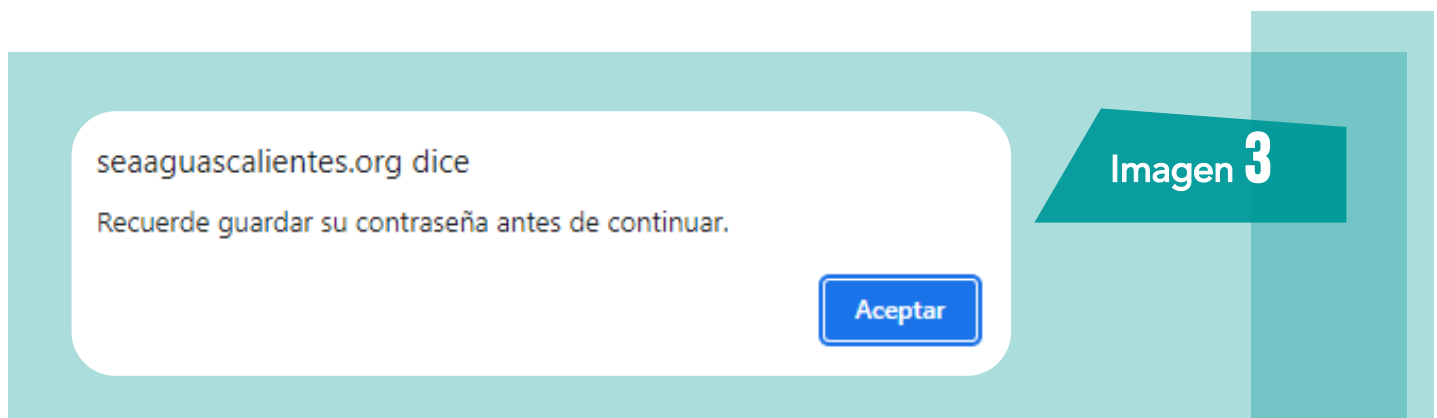 seaaguascalientes.org dice
Recuerde guardar su contraseña antes de continuar.
Aceptar
Imagen 3